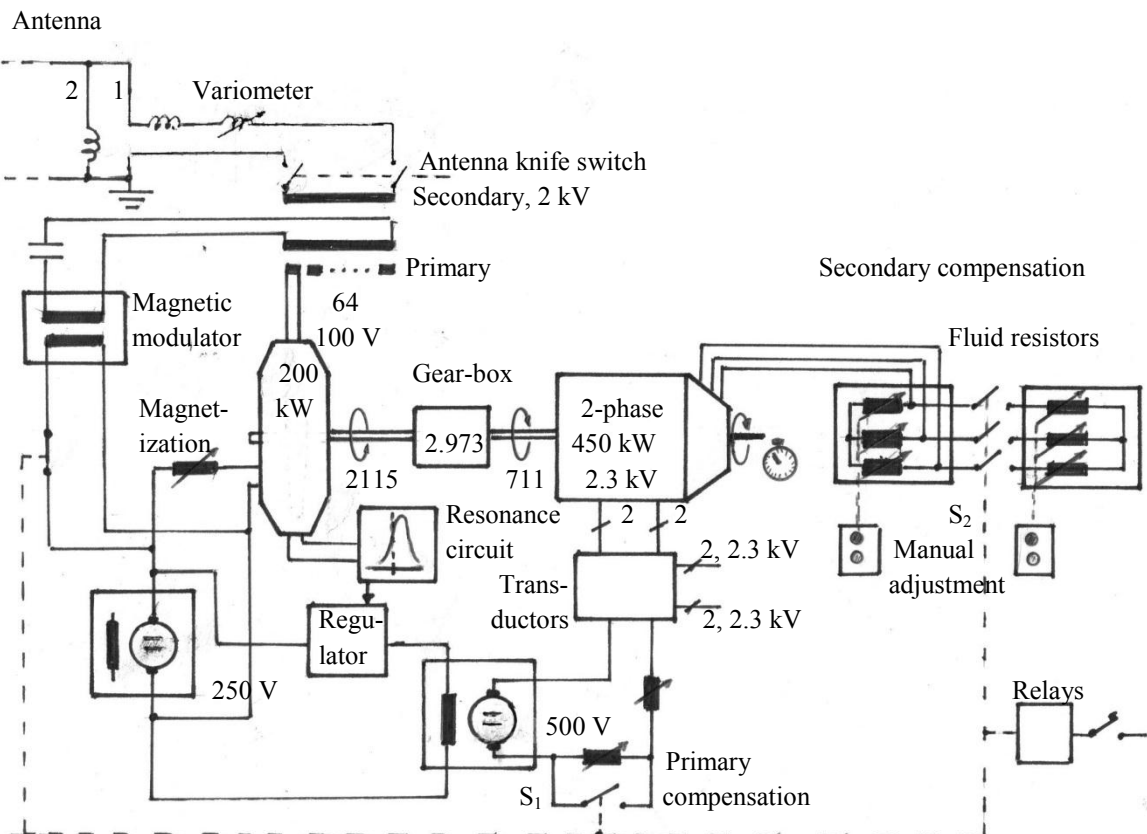 Antenna
2
1
Variometer
Antenna knife switch
Secondary, 2 kV
Primary
64
100 V
Magnetic
modulator
Secondary compensation
Fluid resistors
200
kW
Gear-box
2.973
2-phase
450 kW
2.3 kV
Magnet-
ization
2115
711
Resonance
circuit
2
2
S2
Manual
adjustment
Trans-
ductors
2, 2.3 kV
2, 2.3 kV
Regu-
lator
250 V
500 V
Relays
Primary
compensation
S1